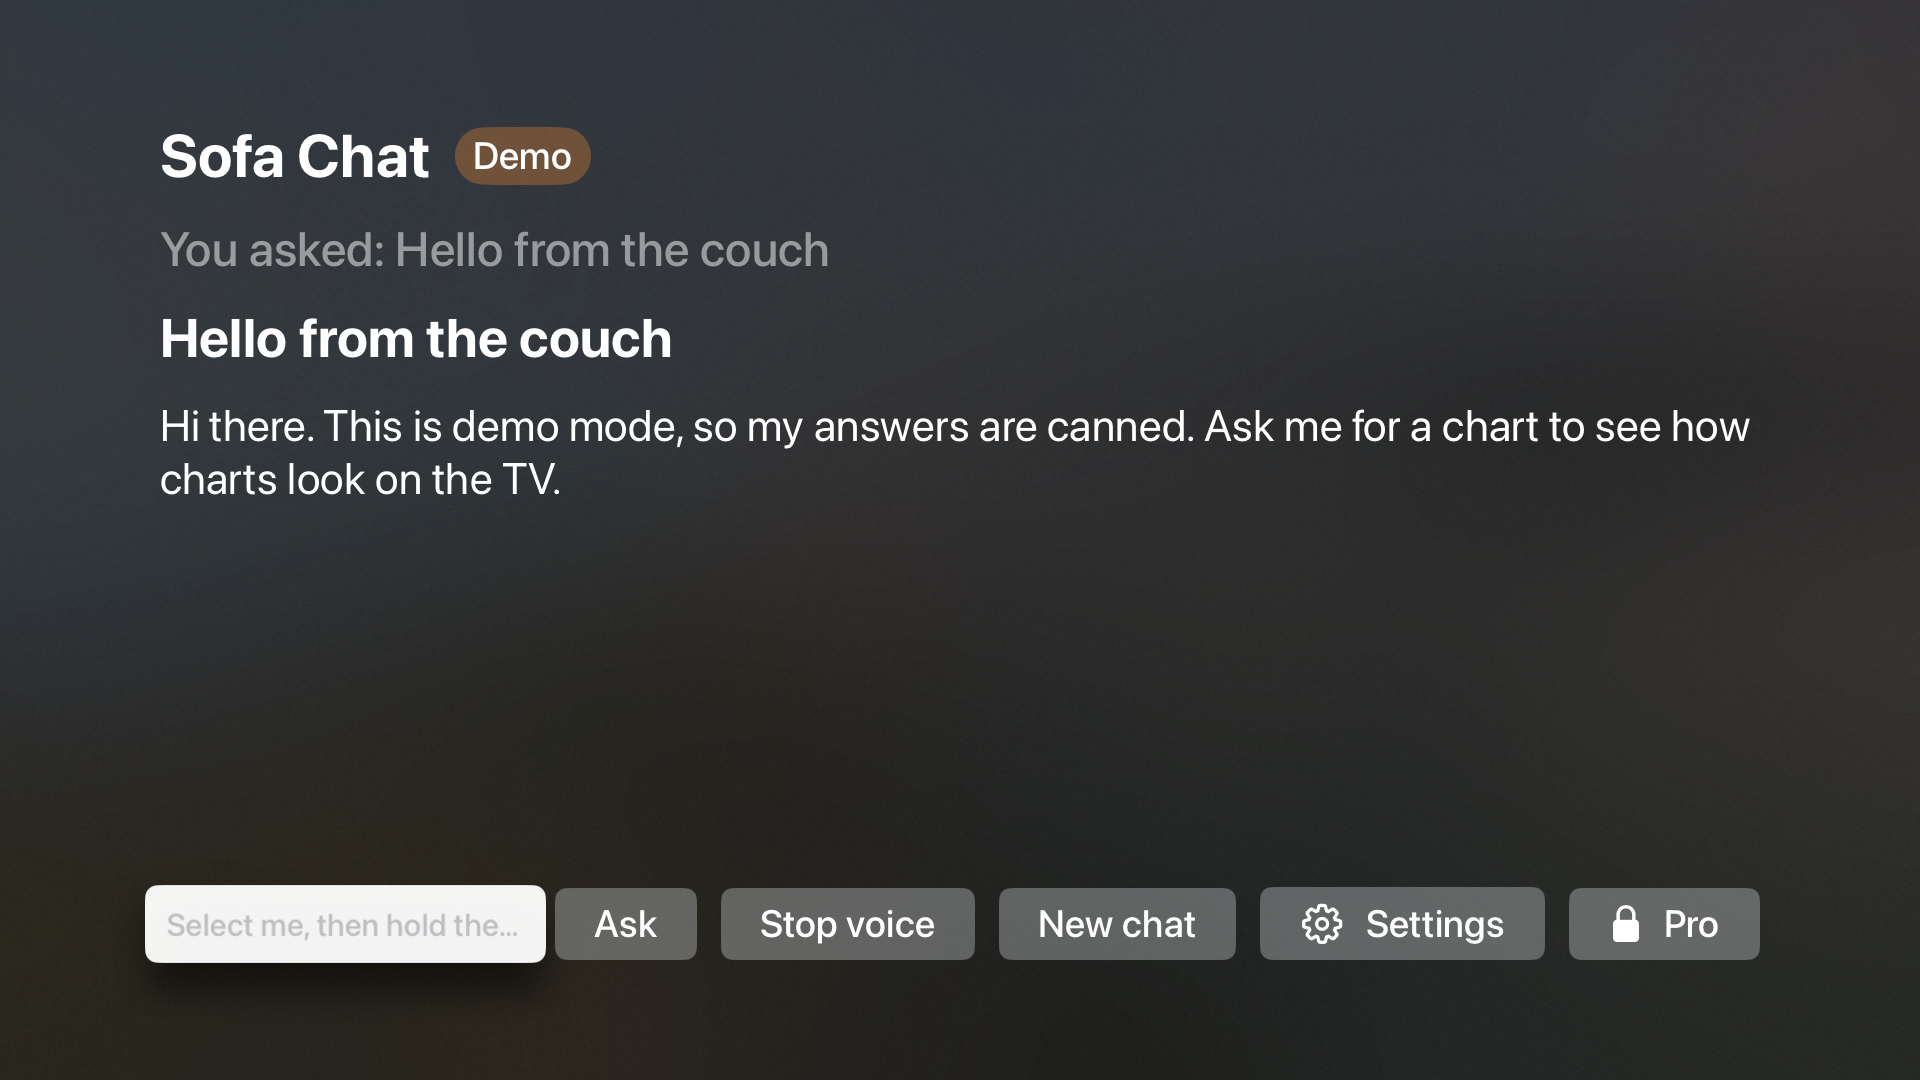 Sofa Chat Demo
You asked: Hello from the couch
Hello from the couch
Hi there. This is demo mode, so my answers are canned. Ask me for a chart to see how
charts look on the TV.
Select me, then hold the... Ask Stop voice New chat Settings Pro